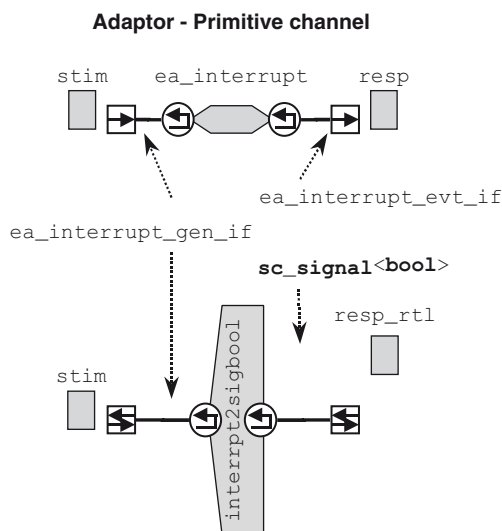 Adaptor - Primitive channel
stim ea_interrupt resp
ea_interrupt_evt_if
ea_interrupt_gen_if
sc_signal<bool>
resp_rtl
stim
interrpt2sigbool